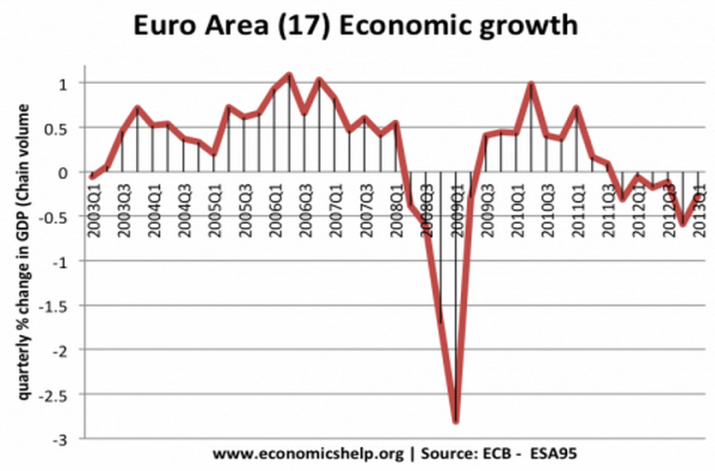 Euro Area (17) Economic growth
quarterly % change in GDP (Chain volume
1
0.5
0
-0.5
-1
-1.5
-2
-2.5
-3
2003Q1
2003Q3
2004Q1
2004Q3
2005Q1
2005Q3
2006Q1
2006Q3
2007Q1
2007Q3
2008Q1
2008Q3
2009Q1
2009Q3
2010Q1
2010Q3
2011Q1
2011Q3
2012Q1
2012Q3
2013Q1
www.economicshelp.org | Source: ECB - ESA95